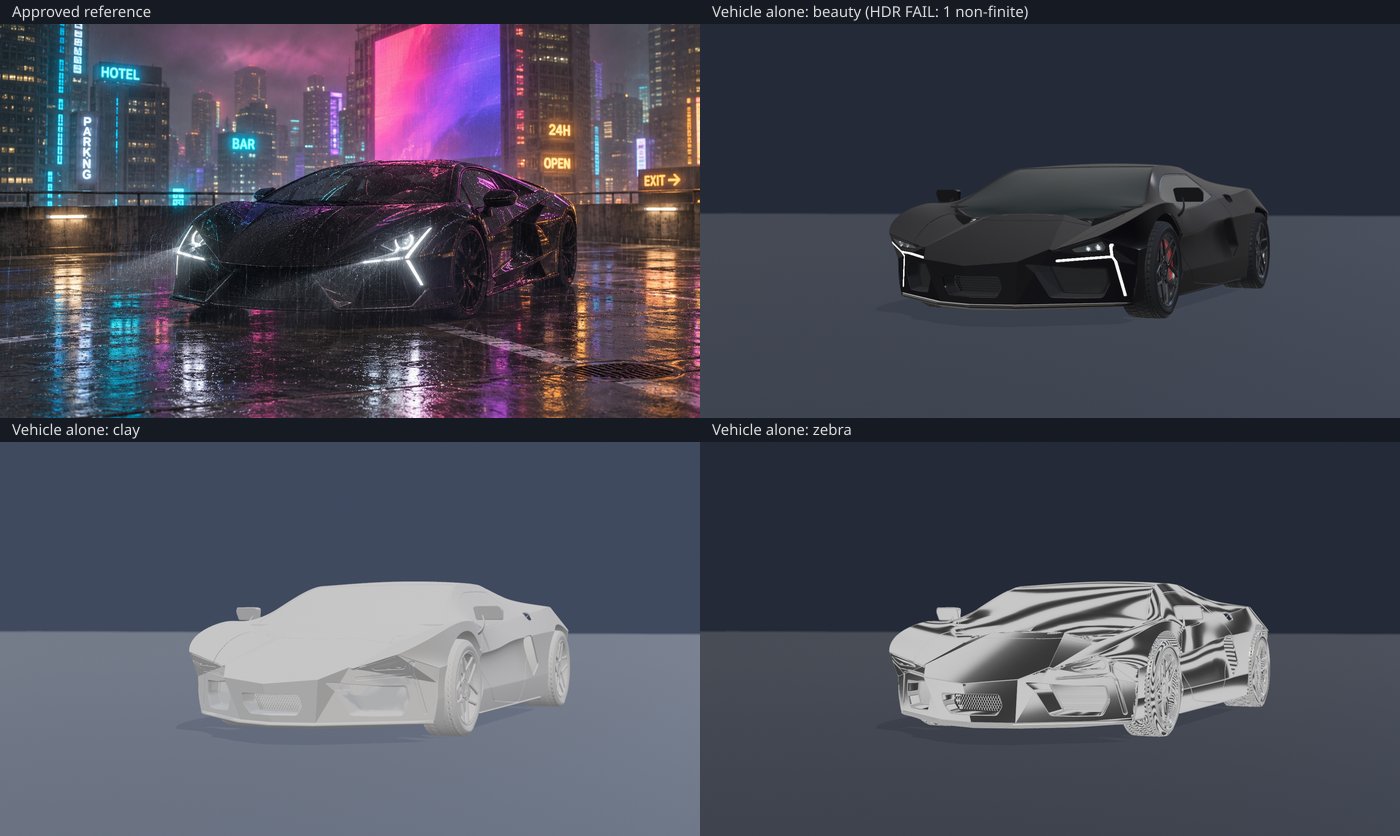 Approved reference
Vehicle alone: beauty (HDR FAIL: 1 non-finite)
HOTEL
PARKNG
BAR
24H
OPEN
EXIT→
Vehicle alone: clay
Vehicle alone: zebra